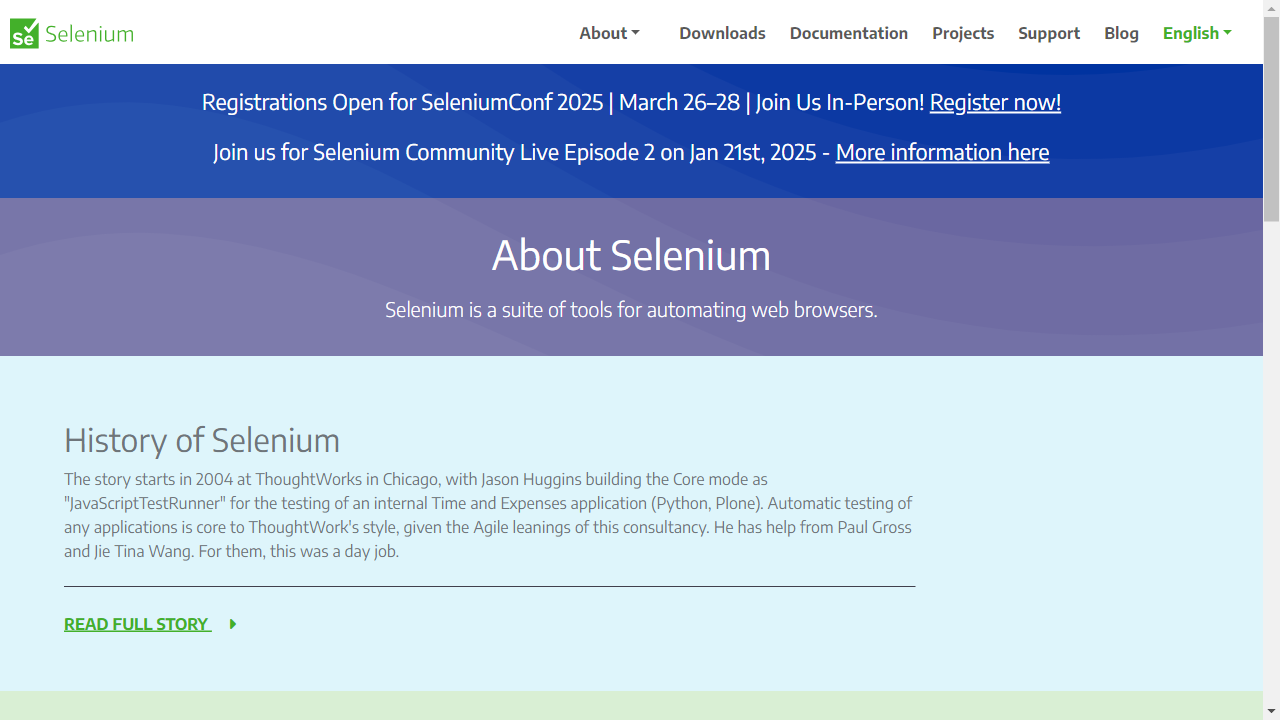 Se Selenium
About Downloads Documentation Projects Support Blog English
Registrations Open for SeleniumConf 2025 | March 26–28 | Join Us In-Person! Register now!
Join us for Selenium Community Live Episode 2 on Jan 21st, 2025 - More information here
About Selenium
Selenium is a suite of tools for automating web browsers.
History of Selenium
The story starts in 2004 at ThoughtWorks in Chicago, with Jason Huggins building the Core mode as
"JavaScriptTestRunner" for the testing of an internal Time and Expenses application (Python, Plone). Automatic testing of
any applications is core to ThoughtWork's style, given the Agile leanings of this consultancy. He has help from Paul Gross
and Jie Tina Wang. For them, this was a day job.
READ FULL STORY